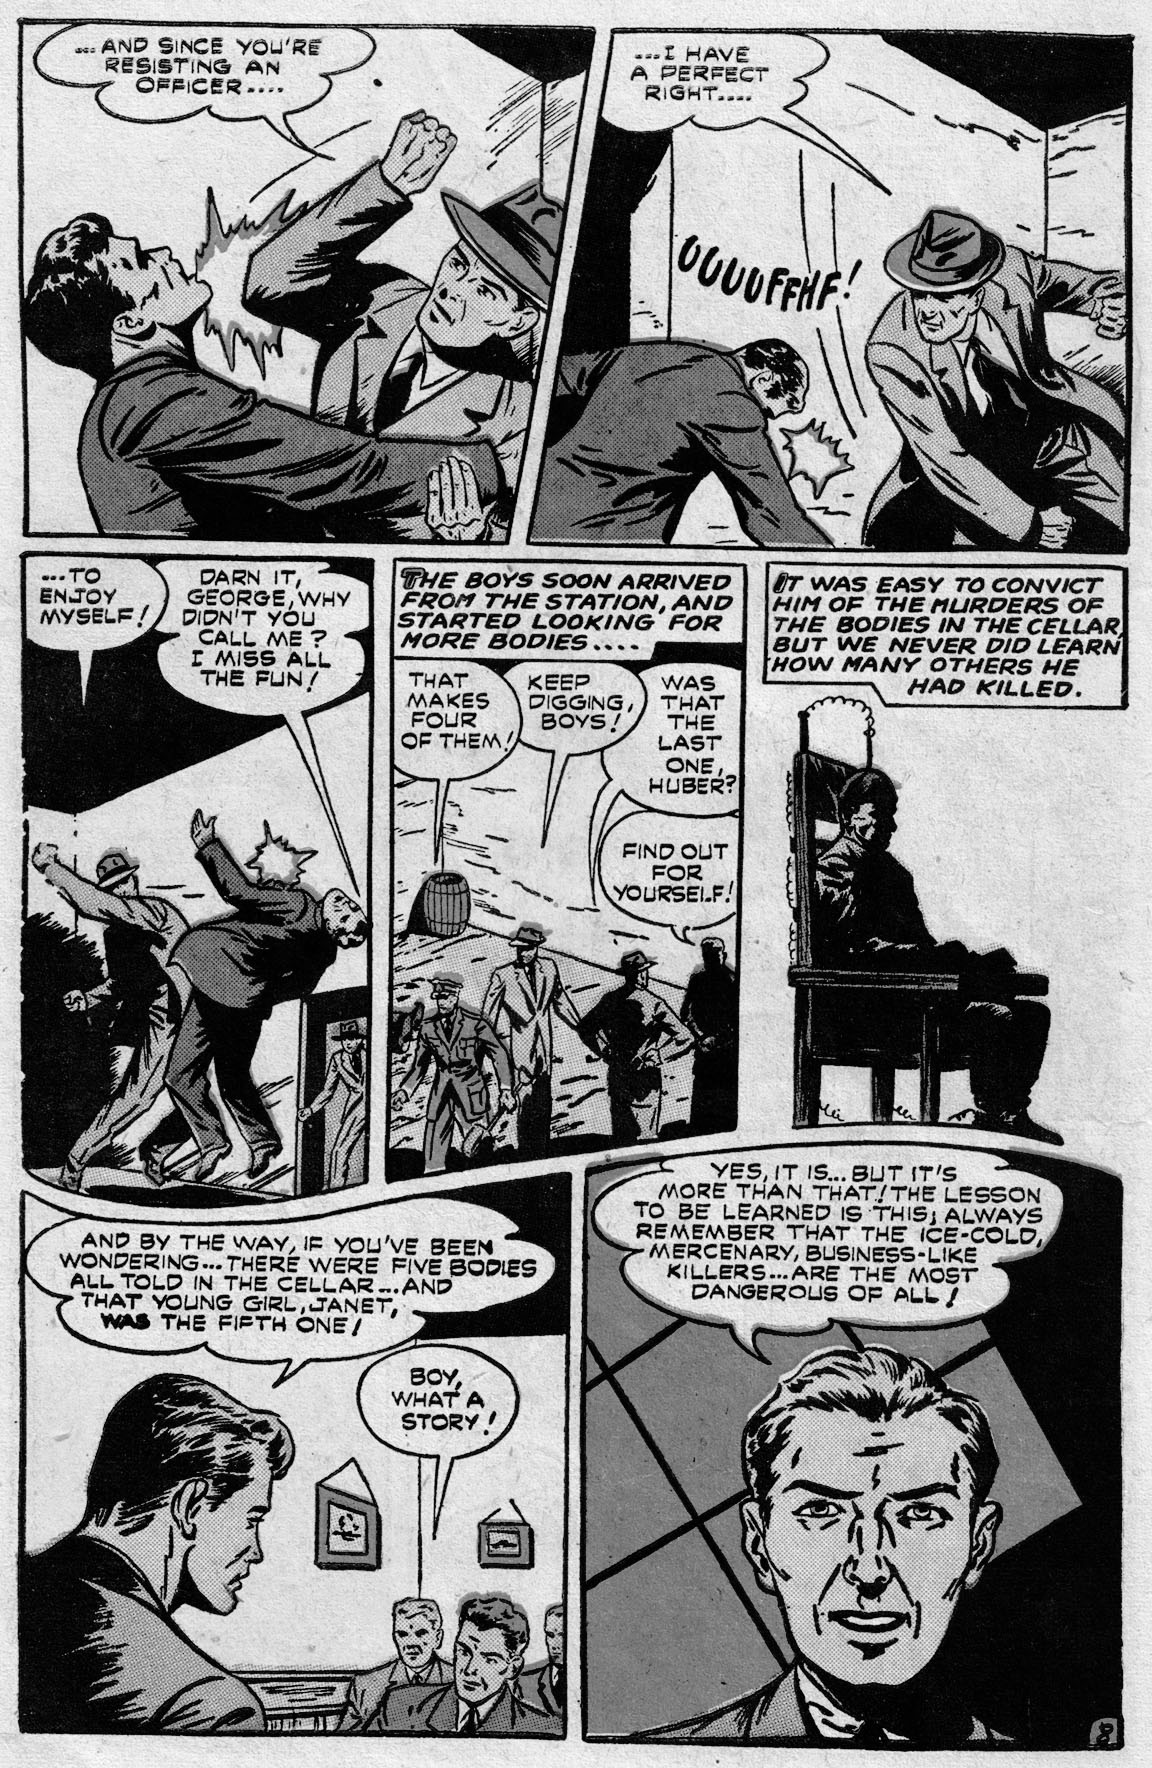 ...AND SINCE YOU'RE
RESISTING AN
OFFICER....
...I HAVE
A PERFECT
RIGHT....
UUUUFFHF!
...TO
ENJOY
MYSELF!
DARN IT,
GEORGE, WHY
DIDN'T YOU
CALL ME?
I MISS ALL
THE FUN!
THE BOYS SOON ARRIVED
FROM THE STATION, AND
STARTED LOOKING FOR
MORE BODIES....
THAT
MAKES
FOUR
OF THEM!
KEEP
DIGGING,
BOYS!
WAS
THAT
THE
LAST
ONE,
HUBER?
FIND OUT
FOR
YOURSELF!
IT WAS EASY TO CONVICT
HIM OF THE MURDERS OF
THE BODIES IN THE CELLAR,
BUT WE NEVER DID LEARN
HOW MANY OTHERS HE
HAD KILLED.
AND BY THE WAY, IF YOU'VE BEEN
WONDERING... THERE WERE FIVE BODIES
ALL TOLD IN THE CELLAR... AND
THAT YOUNG GIRL, JANET,
WAS THE FIFTH ONE!
BOY,
WHAT A
STORY!
YES, IT IS... BUT IT'S
MORE THAN THAT! THE LESSON
TO BE LEARNED IS THIS; ALWAYS
REMEMBER THAT THE ICE-COLD,
MERCENARY, BUSINESS-LIKE
KILLERS... ARE THE MOST
DANGEROUS OF ALL!
8